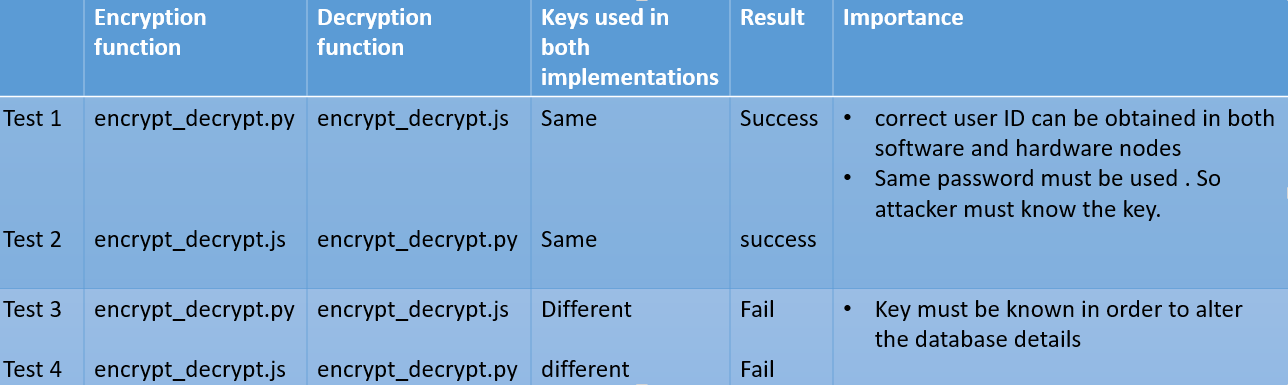 Encryption function
Decryption function
Keys used in both implementations
Result
Importance
Test 1
encrypt_decrypt.py
encrypt_decrypt.js
Same
Success
• correct user ID can be obtained in both
software and hardware nodes
• Same password must be used . So
attacker must know the key.
Test 2
encrypt_decrypt.js
encrypt_decrypt.py
Same
success
Test 3
encrypt_decrypt.py
encrypt_decrypt.js
Different
Fail
• Key must be known in order to alter
the database details
Test 4
encrypt_decrypt.js
encrypt_decrypt.py
different
Fail